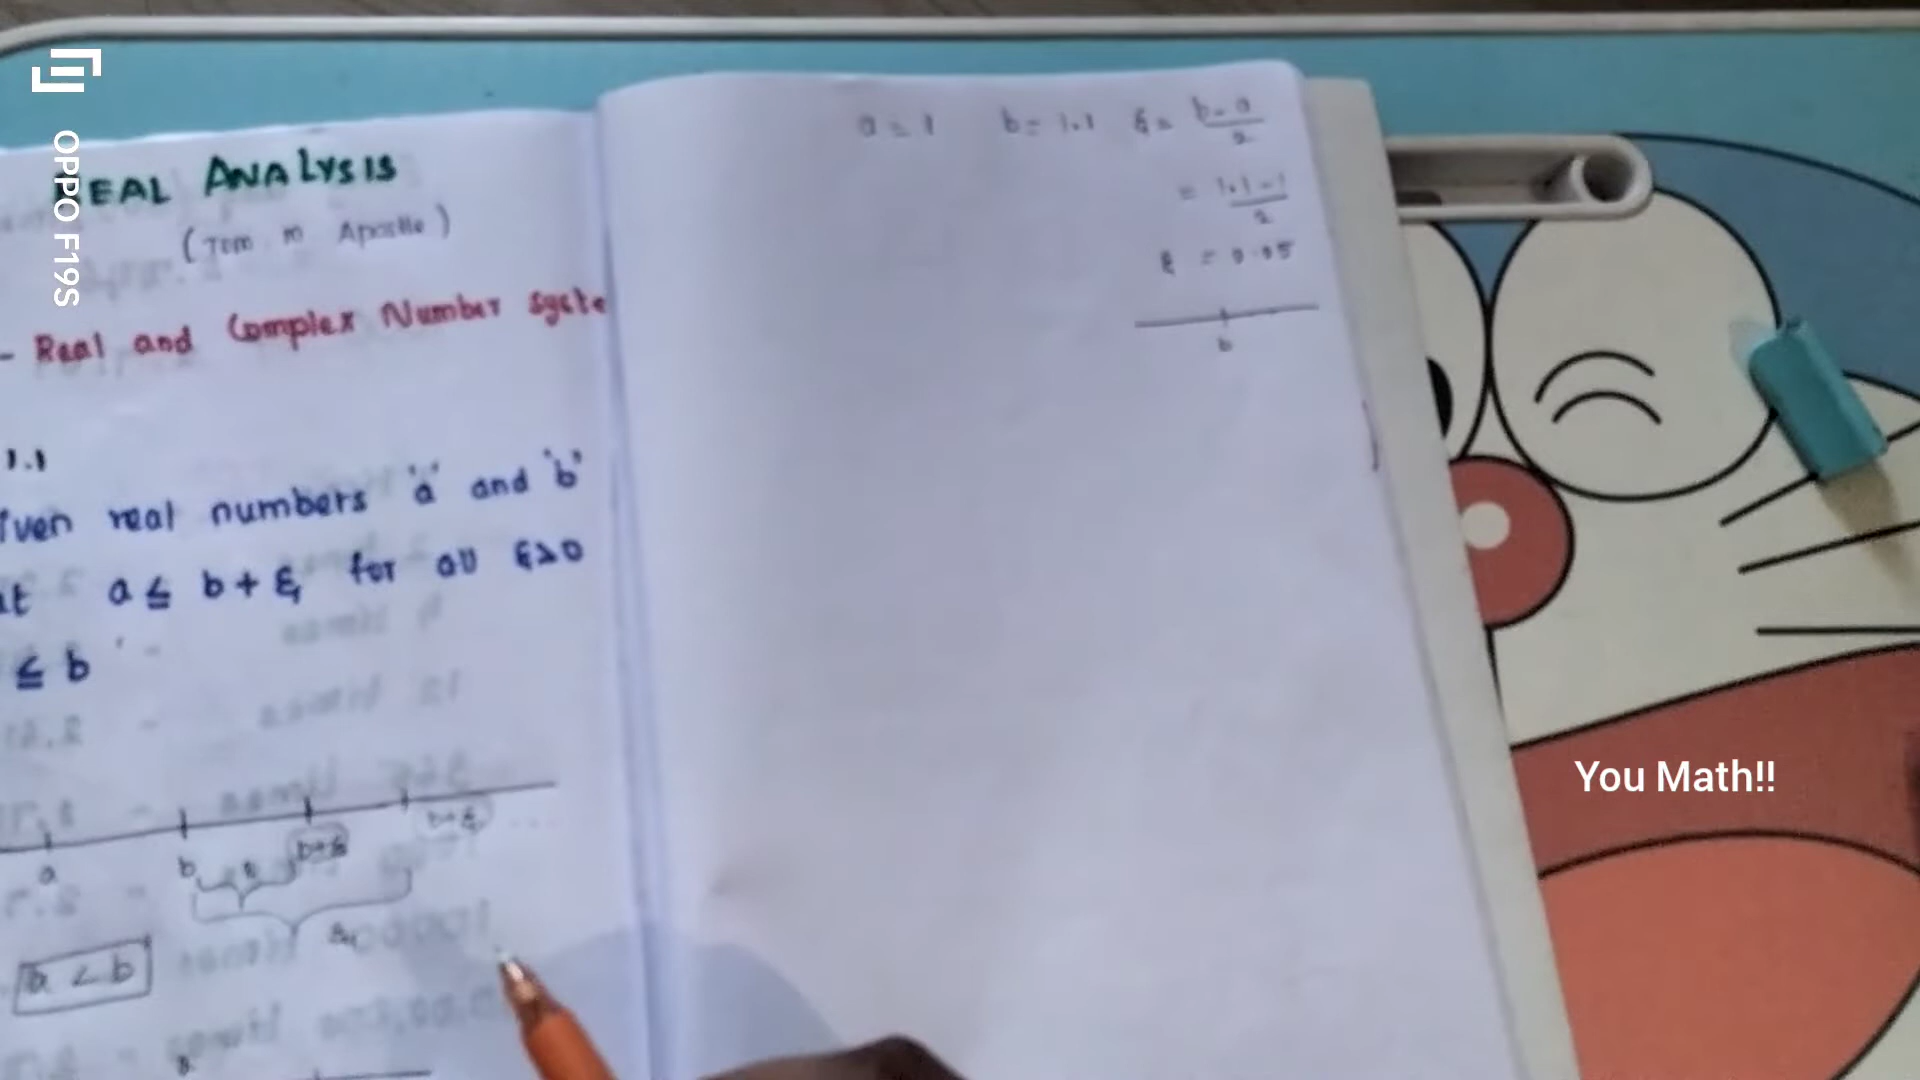 OPPO F19S
REAL ANALYSIS
(Tom m Apostle)
- Real and Complex Number syste
1.1
iven real numbers 'a' and 'b'
at a ≤ b + ε for all ε>0
≤ b
a b ε b+ε b+ε
a < b
a = 1 b = 1.1 ε = b-a/2
= 1.1-1/2
ε = 0.05
b
You Math!!